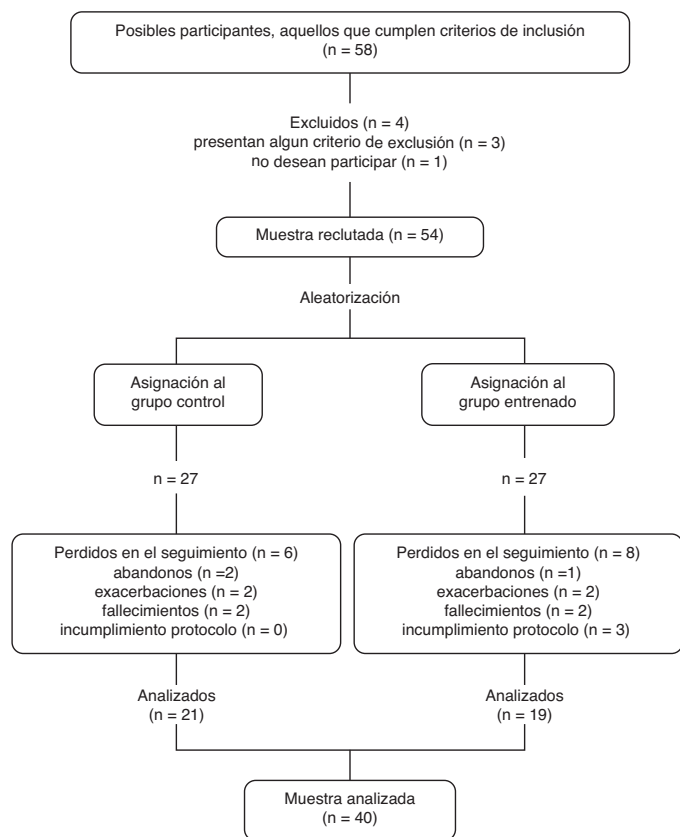 Posibles participantes, aquellos que cumplen criterios de inclusión
(n = 58)
Excluidos (n = 4)
presentan algun criterio de exclusión (n = 3)
no desean participar (n = 1)
Muestra reclutada (n = 54)
Aleatorización
Asignación al
grupo control
Asignación al
grupo entrenado
n = 27
n = 27
Perdidos en el seguimiento (n = 6)
abandonos (n =2)
exacerbaciones (n = 2)
fallecimientos (n = 2)
incumplimiento protocolo (n = 0)
Perdidos en el seguimiento (n = 8)
abandonos (n =1)
exacerbaciones (n = 2)
fallecimientos (n = 2)
incumplimiento protocolo (n = 3)
Analizados
(n = 21)
Analizados
(n = 19)
Muestra analizada
(n = 40)